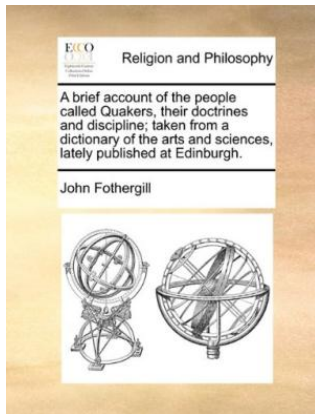 ECCO
Religion and Philosophy
A brief account of the people
called Quakers, their doctrines
and discipline; taken from a
dictionary of the arts and sciences,
lately published at Edinburgh.
John Fothergill